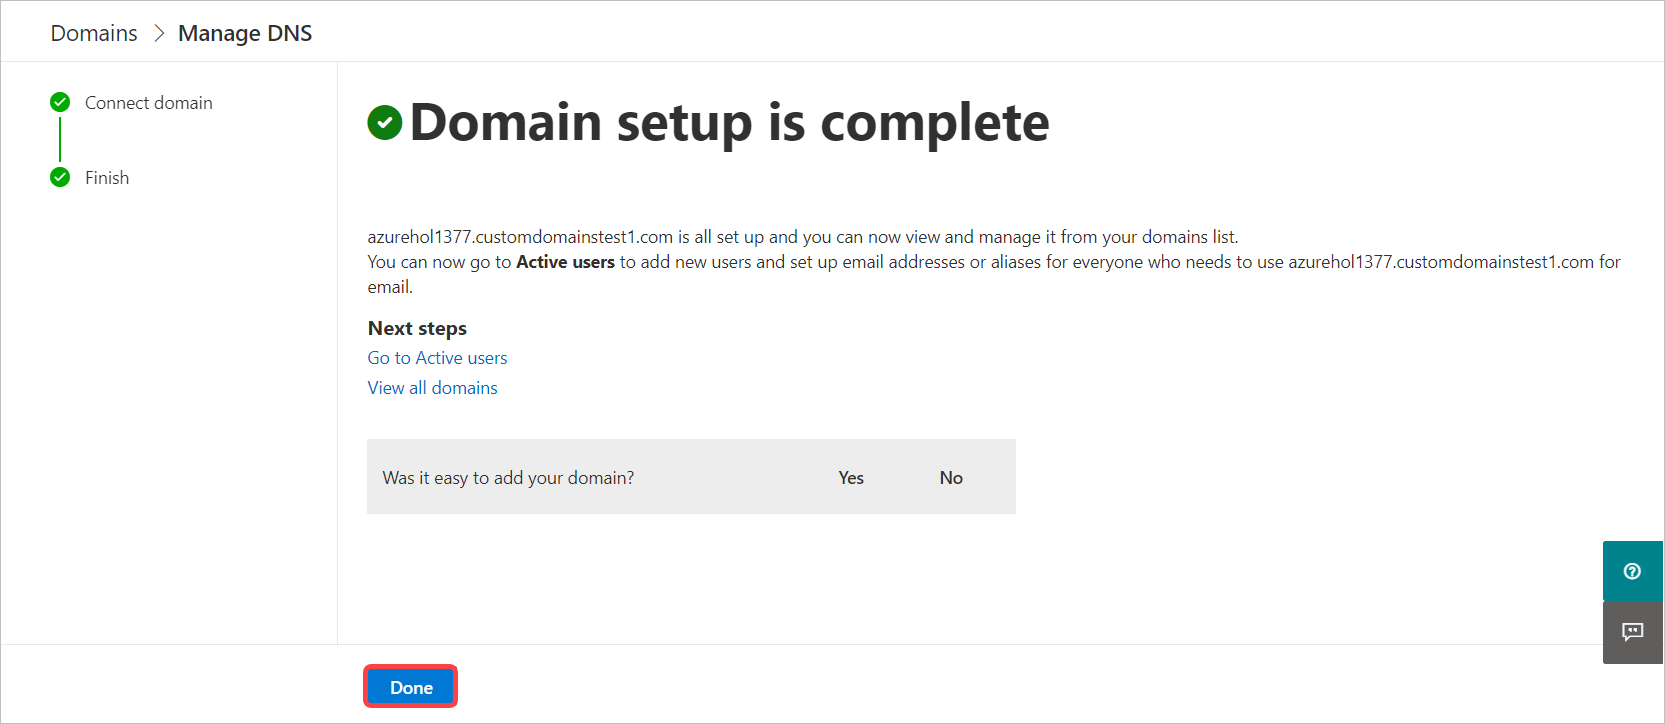 Domains > Manage DNS
Connect domain
Finish
Domain setup is complete
azurehol1377.customdomainstest1.com is all set up and you can now view and manage it from your domains list.
You can now go to Active users to add new users and set up email addresses or aliases for everyone who needs to use azurehol1377.customdomainstest1.com for
email.
Next steps
Go to Active users
View all domains
Was it easy to add your domain? Yes No
Done